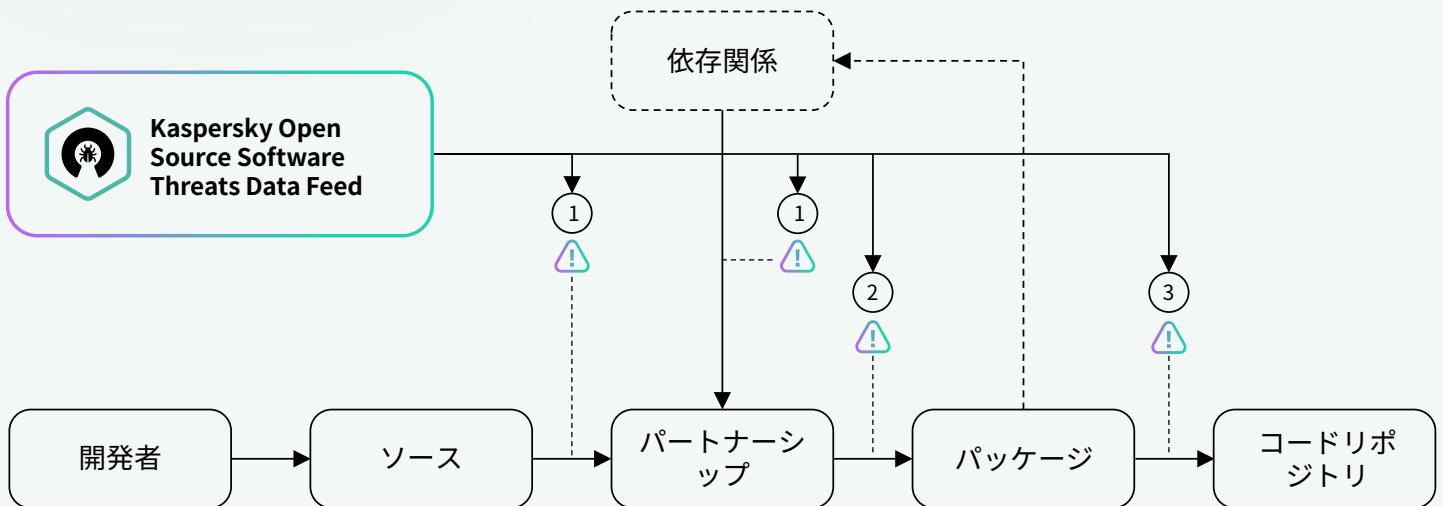 依存関係
Kaspersky Open
Source Software
Threats Data Feed
1
1
2
3
開発者
ソース
パートナーシ
ップ
パッケージ
コードリポ
ジトリ